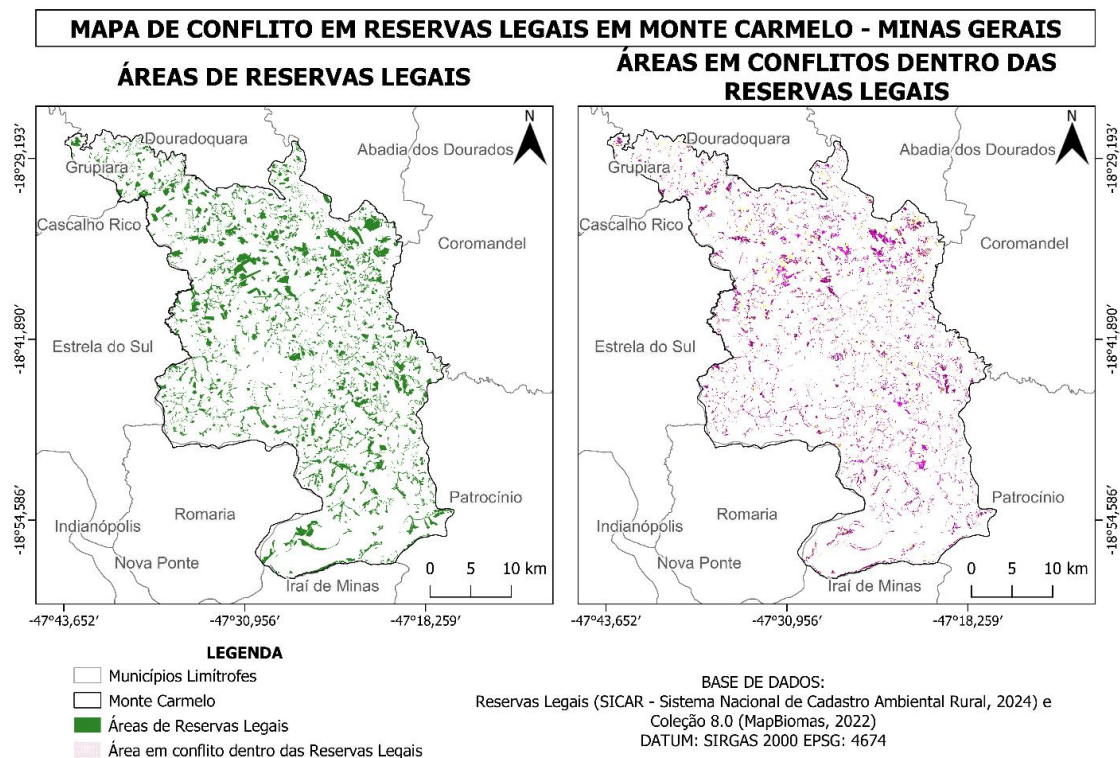 MAPA DE CONFLITO EM RESERVAS LEGAIS EM MONTE CARMELO - MINAS GERAIS
ÁREAS DE RESERVAS LEGAIS
ÁREAS EM CONFLITOS DENTRO DAS
RESERVAS LEGAIS
N
Douradoquara
Abadia dos Dourados
Grupiara
Cascalho Rico
Coromandel
Estrela do Sul
Patrocínio
Romaria
Indianópolis
Nova Ponte
Iraí de Minas
0 5 10 km
-18°29,193'
-18°41,890'
-18°54,586'
-47°43,652'
-47°30,956'
-47°18,259'
N
Douradoquara
Abadia dos Dourados
Grupiara
Cascalho Rico
Coromandel
Estrela do Sul
Patrocínio
Romaria
Indianópolis
Nova Ponte
Iraí de Minas
0 5 10 km
-18°29,193'
-18°41,890'
-18°54,586'
-47°43,652'
-47°30,956'
-47°18,259'
LEGENDA
Municípios Limítrofes
Monte Carmelo
Áreas de Reservas Legais
Área em conflito dentro das Reservas Legais
BASE DE DADOS:
Reservas Legais (SICAR - Sistema Nacional de Cadastro Ambiental Rural, 2024) e
Coleção 8.0 (MapBiomas, 2022)
DATUM: SIRGAS 2000 EPSG: 4674